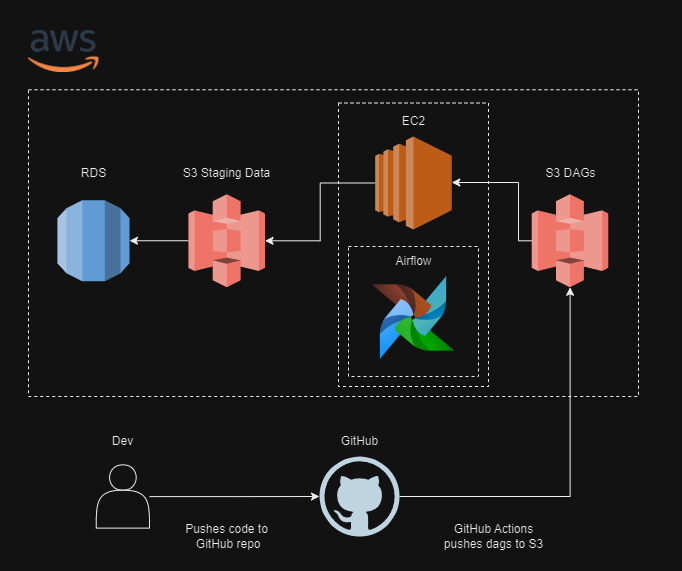 aws
EC2
RDS
S3 Staging Data
S3 DAGs
Airflow
Dev
GitHub
Pushes code to
GitHub repo
GitHub Actions
pushes dags to S3